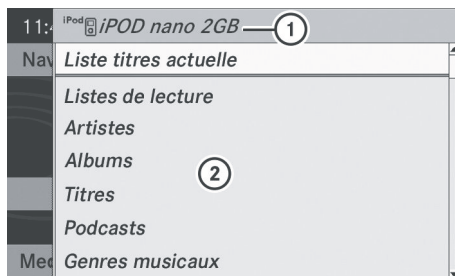 11:4
iPod iPOD nano 2GB
1
Nav
Liste titres actuelle
Listes de lecture
Artistes
Albums
2
Titres
Podcasts
Med
Genres musicaux